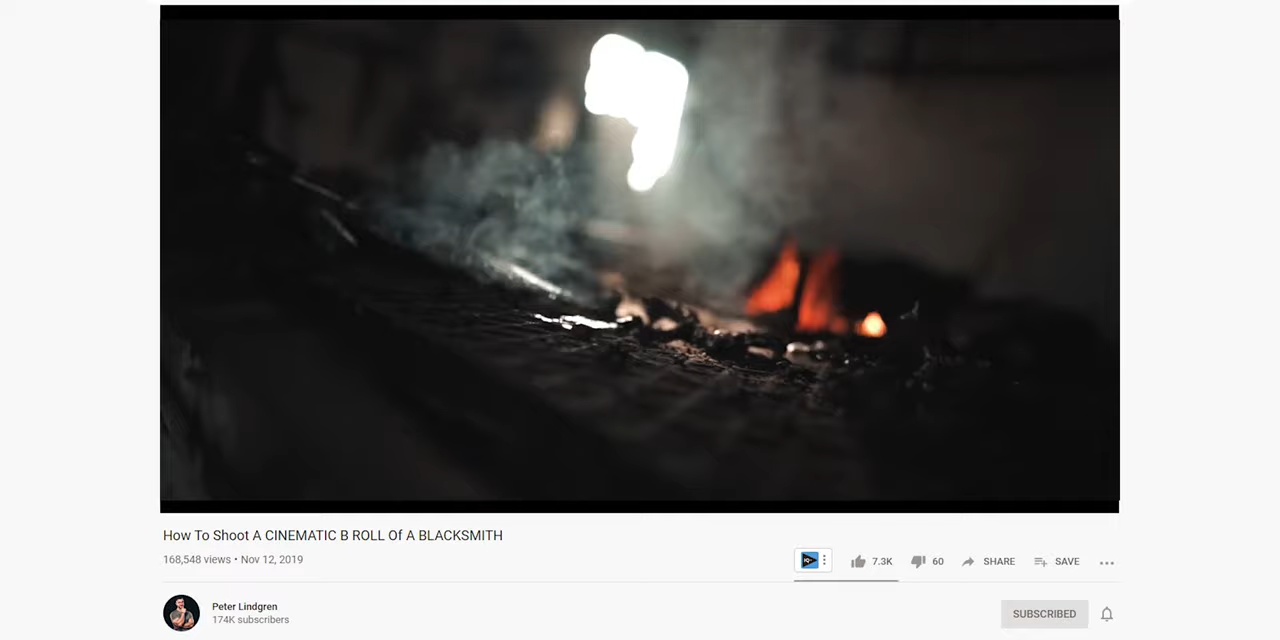 How To Shoot A CINEMATIC B ROLL Of A BLACKSMITH
168,548 views • Nov 12, 2019
7.3K 60 SHARE SAVE
Peter Lindgren
174K subscribers
SUBSCRIBED